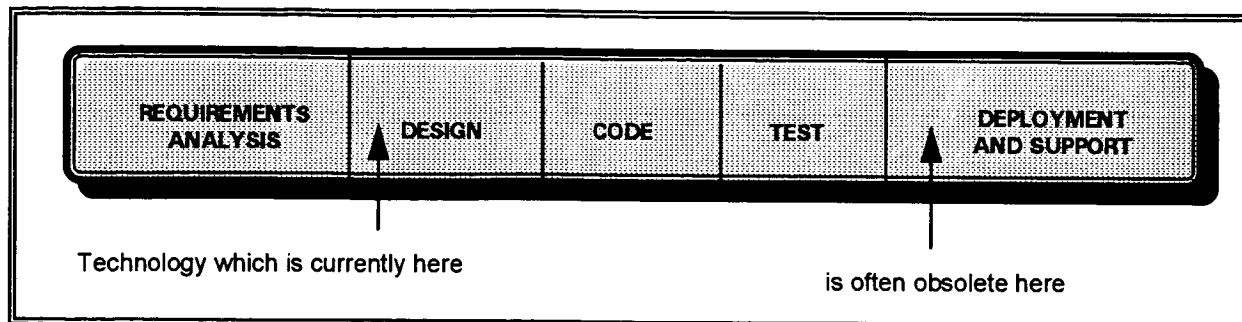 REQUIREMENTS
ANALYSIS
DESIGN
CODE
TEST
DEPLOYMENT
AND SUPPORT
Technology which is currently here
is often obsolete here